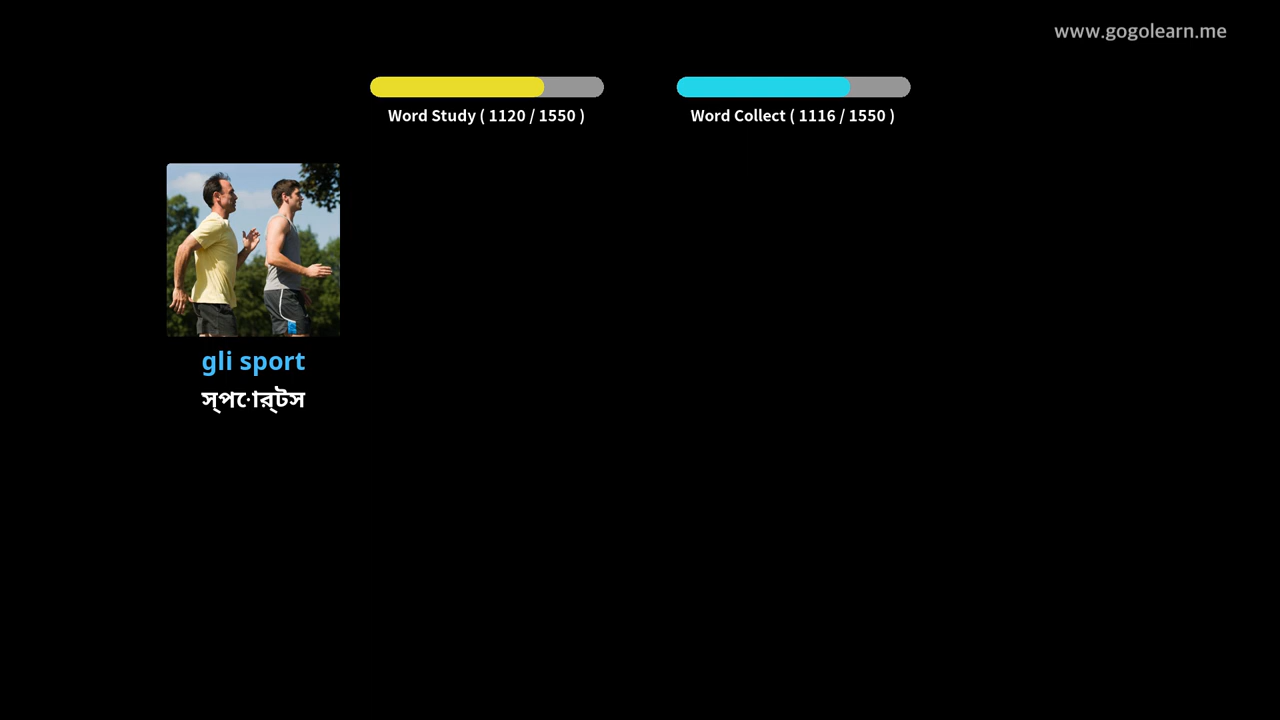 www.gogolearn.me
Word Study ( 1120 / 1550 )
Word Collect ( 1116 / 1550 )
gli sport
স্পোর্টস